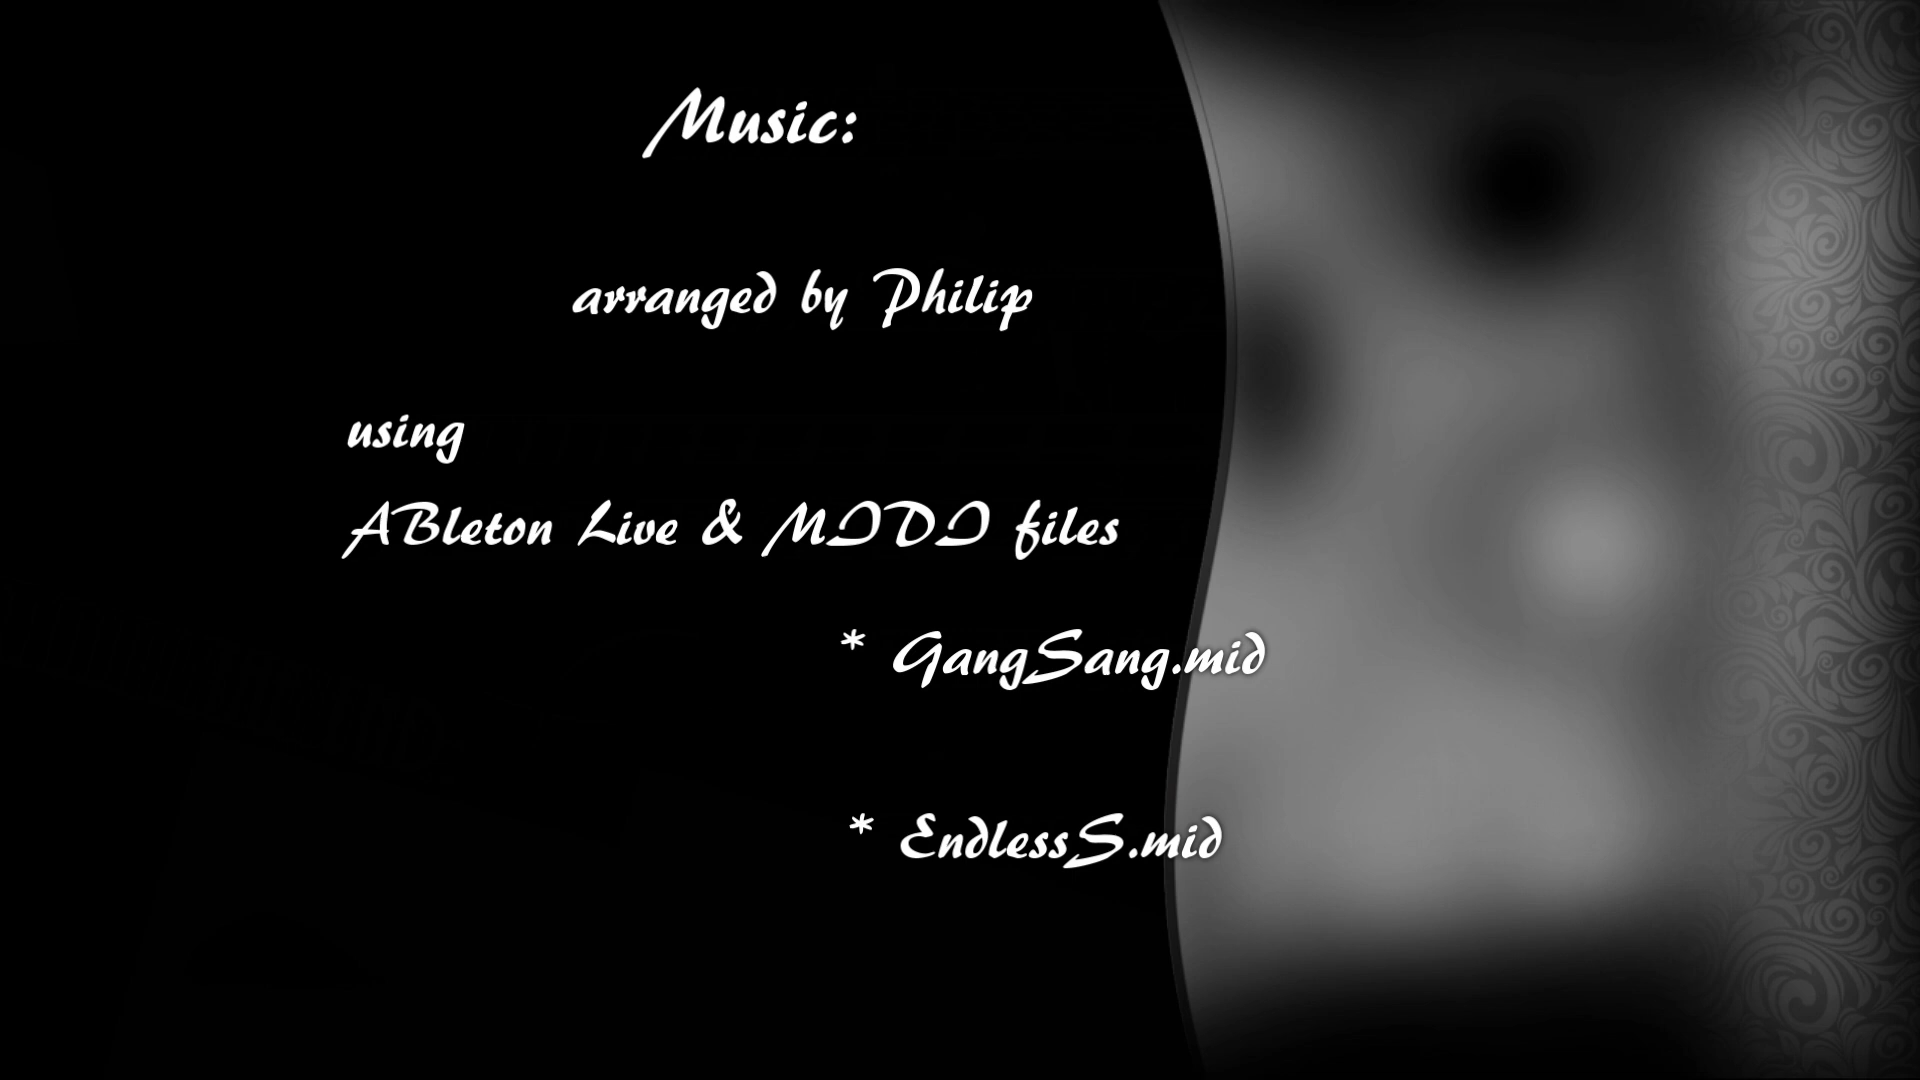 Music:
arranged by Philip
using
ABleton Live & MIDI files
* GangSang.mid
* EndlessS.mid